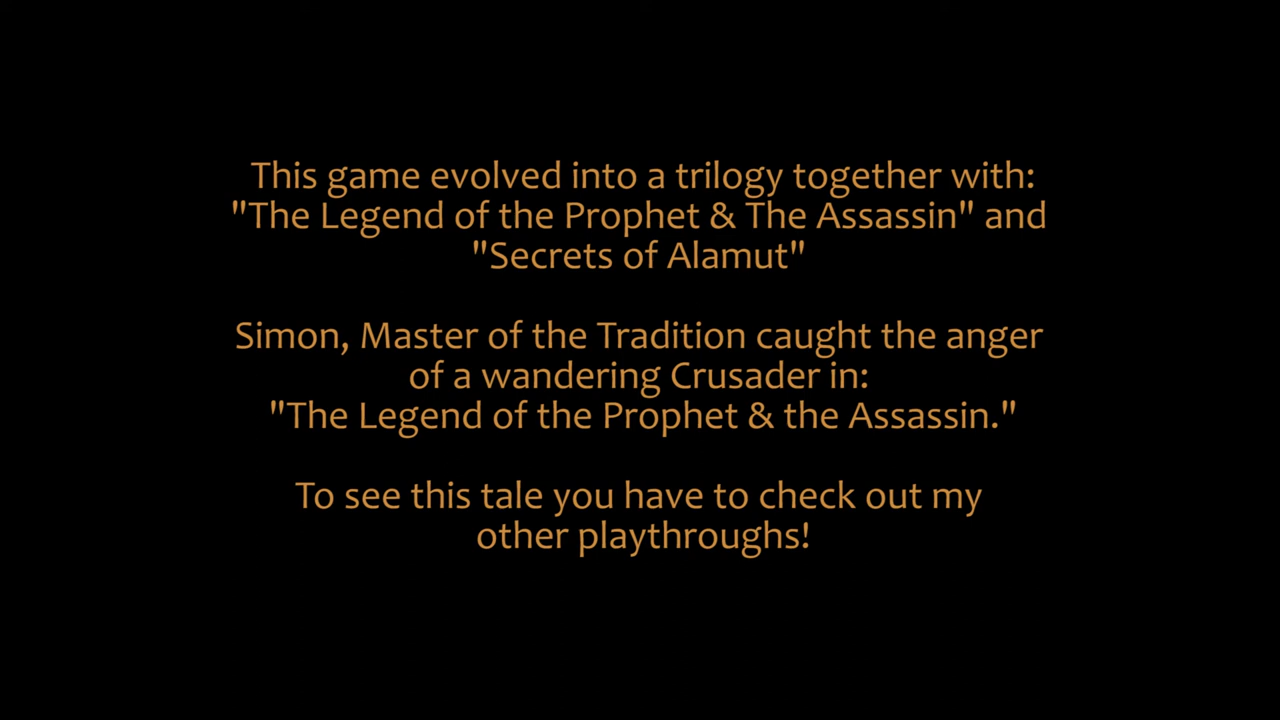 This game evolved into a trilogy together with:
"The Legend of the Prophet & The Assassin" and
"Secrets of Alamut"
Simon, Master of the Tradition caught the anger
of a wandering Crusader in:
"The Legend of the Prophet & the Assassin."
To see this tale you have to check out my
other playthroughs!